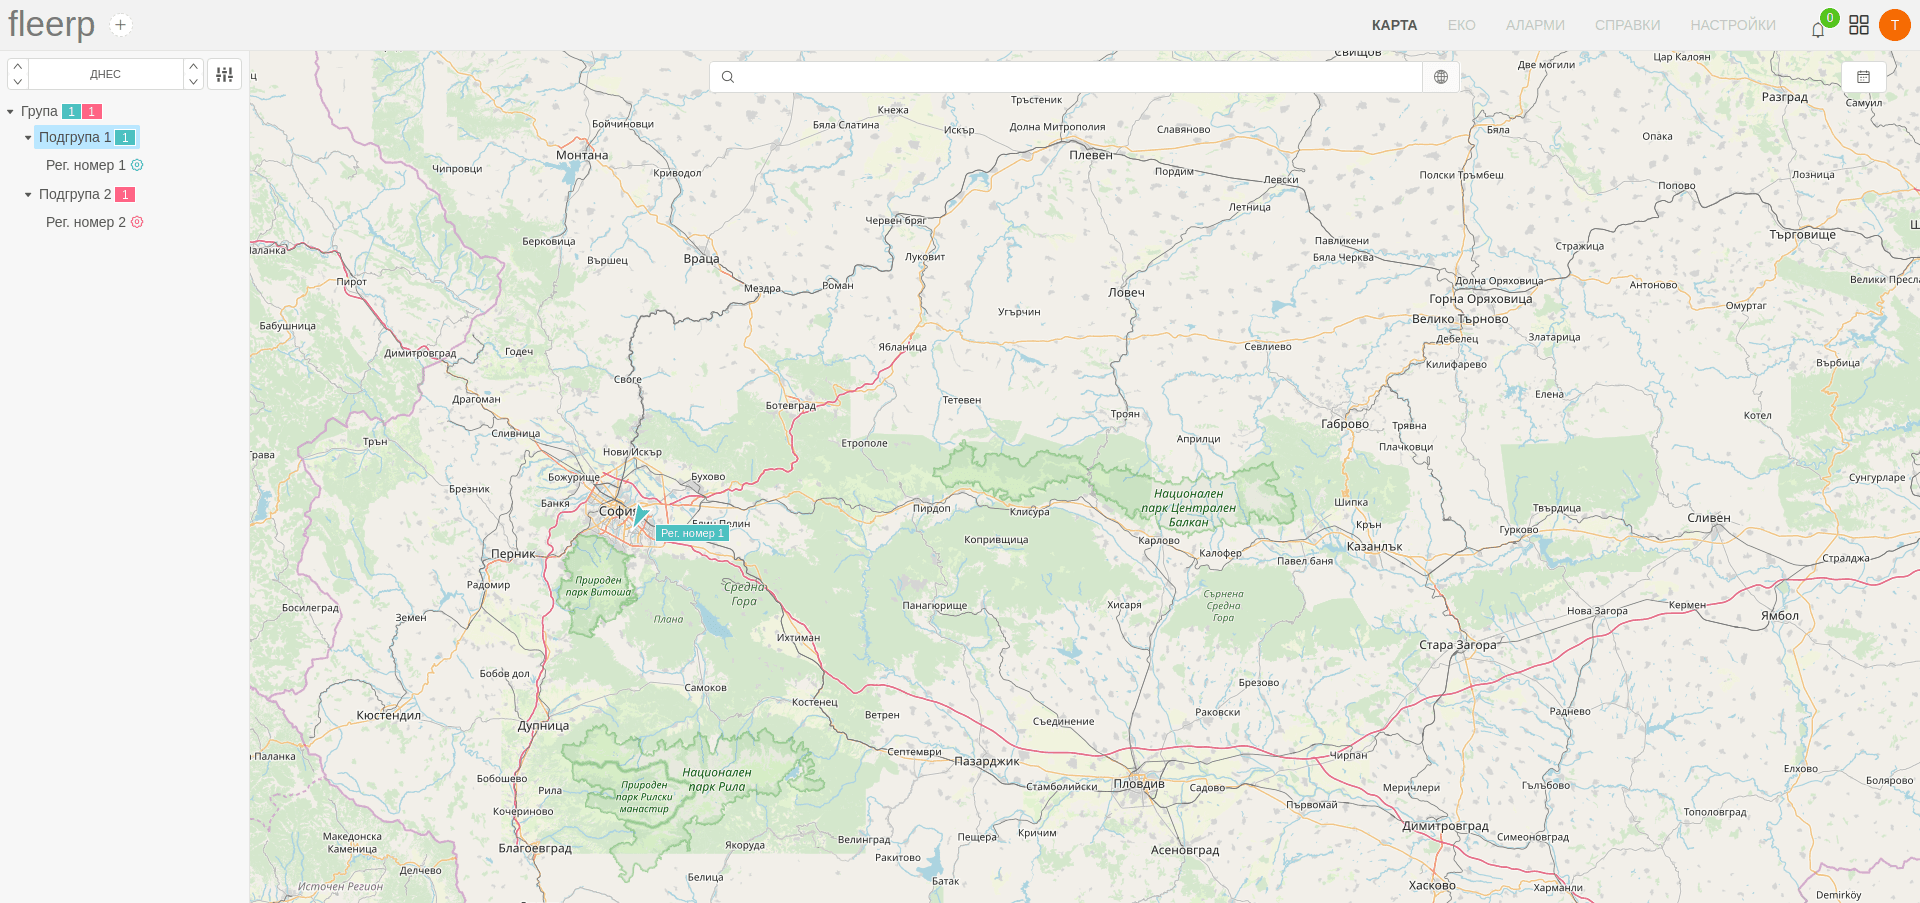 fleerp
КАРТА
ЕКО
АЛАРМИ
СПРАВКИ
НАСТРОЙКИ
0
T
ДНЕС
Група 1 1
Подгрупа 1 1
Рег. номер 1
Подгрупа 2 1
Рег. номер 2
Свищов
Две могили
Цар Калоян
Разград
Самуил
Кнежа
Тръстеник
Бойчиновци
Бяла Слатина
Искър
Долна Митрополия
Славяново
Бяла
Опака
Монтана
Плевен
Чипровци
Криводол
Пордим
Левски
Полски Тръмбеш
Попово
Лозница
Летница
Червен бряг
Търговище
Паланка
Берковица
Вършец
Враца
Луковит
Павликени
Бяла Черква
Стражица
Пирот
Мездра
Роман
Ловеч
Долна Оряховица
Горна Оряховица
Антоново
Велики Пресла
Омуртаг
Бабушница
Угърчин
Велико Търново
Дебелец
Златарица
Димитровград
Годеч
Ябланица
Севлиево
Килифарево
Върбица
Своге
Драгоман
Ботевград
Тетевен
Троян
Елена
Котел
Сливница
Трън
Етрополе
Априлци
Габрово
Трявна
Плачковци
Нови Искър
Божурище
Бухово
Брезник
Банкя
София
Елин Пелин
Рег. номер 1
Пирдоп
Клисура
Национален
парк Централен
Балкан
Шипка
Крън
Твърдица
Гурково
Сливен
Сунгурларе
Перник
Копривщица
Карлово
Калофер
Павел баня
Казанлък
Стралджа
Радомир
Природен
парк Витоша
Средна
Гора
Сърнена
Средна
Гора
Босилеград
Земен
Плана
Панагюрище
Хисаря
Нова Загора
Кермен
Ямбол
Ихтиман
Стара Загора
Бобов дол
Самоков
Костенец
Брезово
Кюстендил
Дупница
Ветрен
Съединение
Раковски
Раднево
Септември
Пазарджик
Чирпан
Паланка
Бобошево
Рила
Национален
парк Рила
Природен
парк Рилски
манастир
Стамболийски
Пловдив
Садово
Меричлери
Гълъбово
Елхово
Болярово
Кочериново
Първомай
Тополовград
Македонска
Каменица
Благоевград
Якоруда
Велинград
Пещера
Кричим
Асеновград
Димитровград
Симеоновград
Ракитово
Делчево
Белица
Батак
Източен Регион
Хасково
Харманли
Demirköy